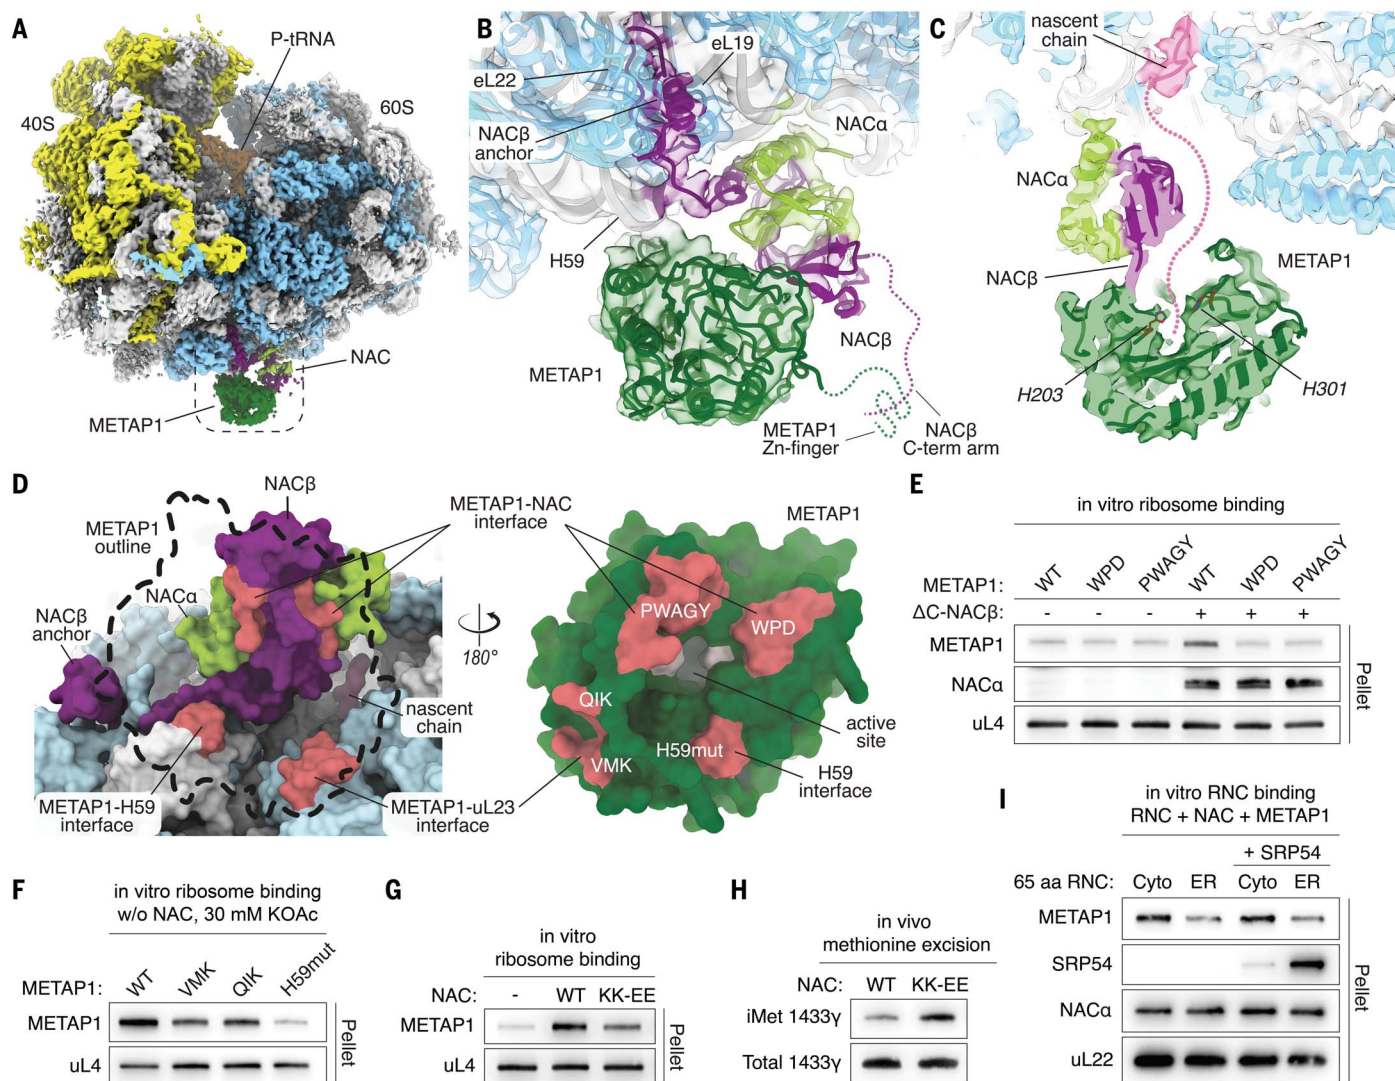 A
P-tRNA
40S
60S
NAC
METAP1
B
eL19
eL22
NACβ
anchor
NACα
H59
METAP1
NACβ
METAP1
Zn-finger
NACβ
C-term arm
C
nascent
chain
NACα
NACβ
METAP1
H203
H301
D
NACβ
METAP1
outline
NACα
NACβ
anchor
nascent
chain
METAP1-H59
interface
METAP1-uL23
interface
METAP1-NAC
interface
180°
METAP1
PWAGY
WPD
QIK
VMK
H59mut
active
site
H59
interface
E
in vitro ribosome binding
METAP1: WT WPD PWAGY WT WPD PWAGY
ΔC-NACβ: - - - + + +
METAP1
NACα
uL4
Pellet
F
in vitro ribosome binding
w/o NAC, 30 mM KOAc
METAP1: WT VMK QIK H59mut
METAP1
uL4
Pellet
G
in vitro
ribosome binding
NAC: - WT KK-EE
METAP1
uL4
Pellet
H
in vivo
methionine excision
NAC: WT KK-EE
iMet 1433γ
Total 1433γ
I
in vitro RNC binding
RNC + NAC + METAP1
+ SRP54
65 aa RNC: Cyto ER Cyto ER
METAP1
SRP54
NACα
uL22
Pellet